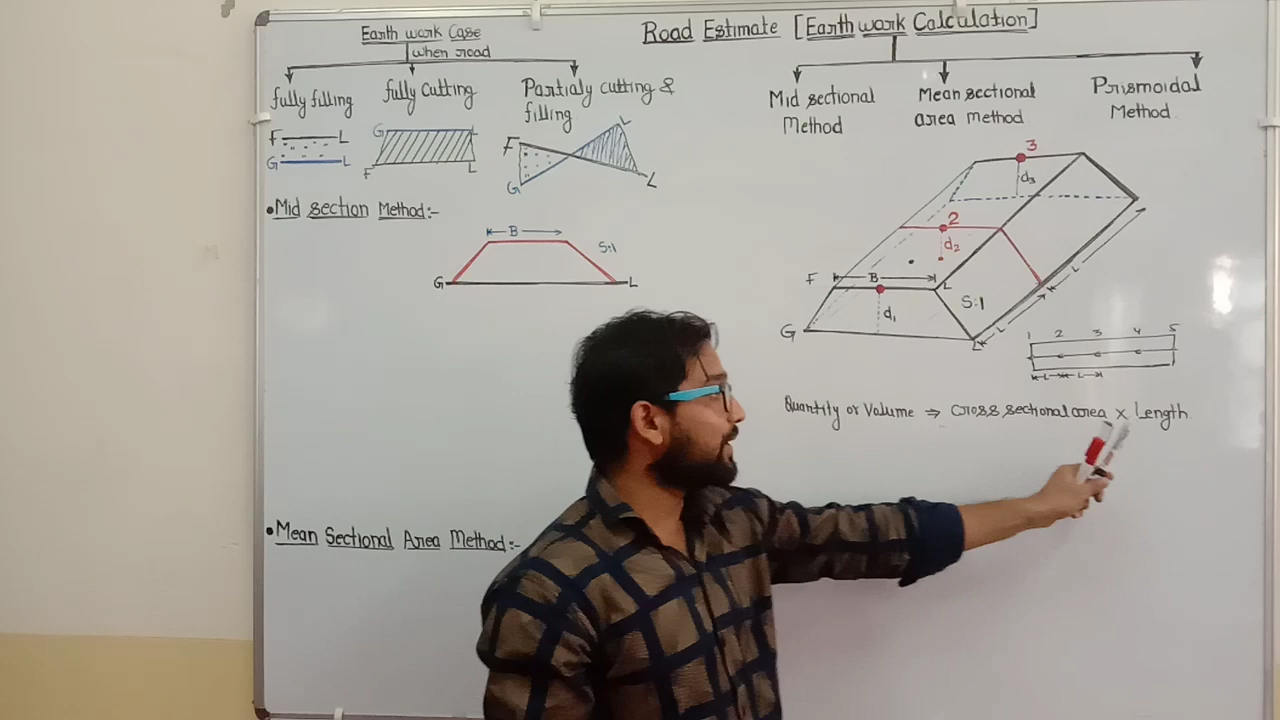 Road Estimate [Earthwork Calculation]
Earth work Case
when road
fully filling
fully Cutting
Partialy cutting &
filling
F L
G L
G L
F L
F L
G L
Mid sectional
Method
Mean sectional
area method
Prismoidal
Method
• Mid section Method:-
B
S:1
G L
3
d3
2
d2
F B L
d1
S:1
G L
L
L
1 2 3 4 5
L L
Quantity or Volume ⇒ cross sectional area × Length
• Mean Sectional Area Method:-